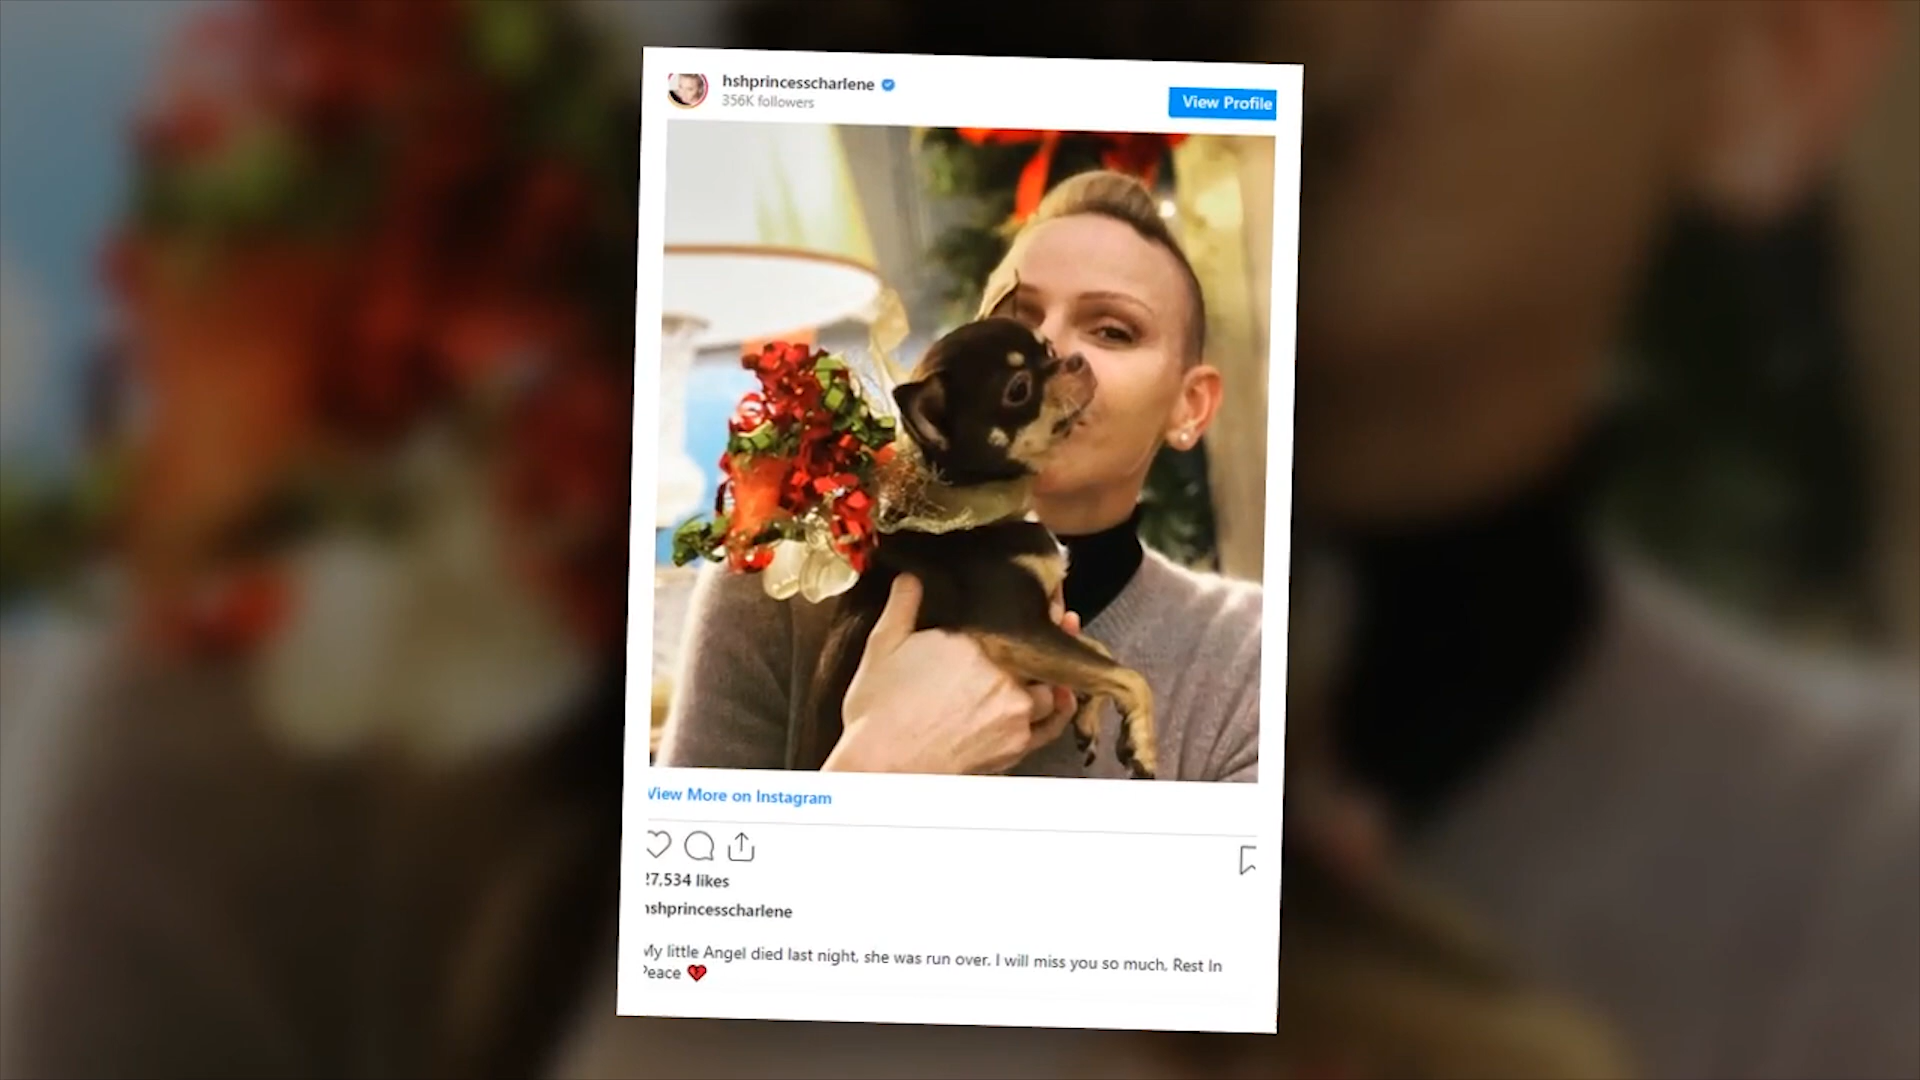 hshprincesscharlene
356K followers
View Profile
View More on Instagram
27,534 likes
hshprincesscharlene
My little Angel died last night, she was run over. I will miss you so much, Rest In
Peace 💔